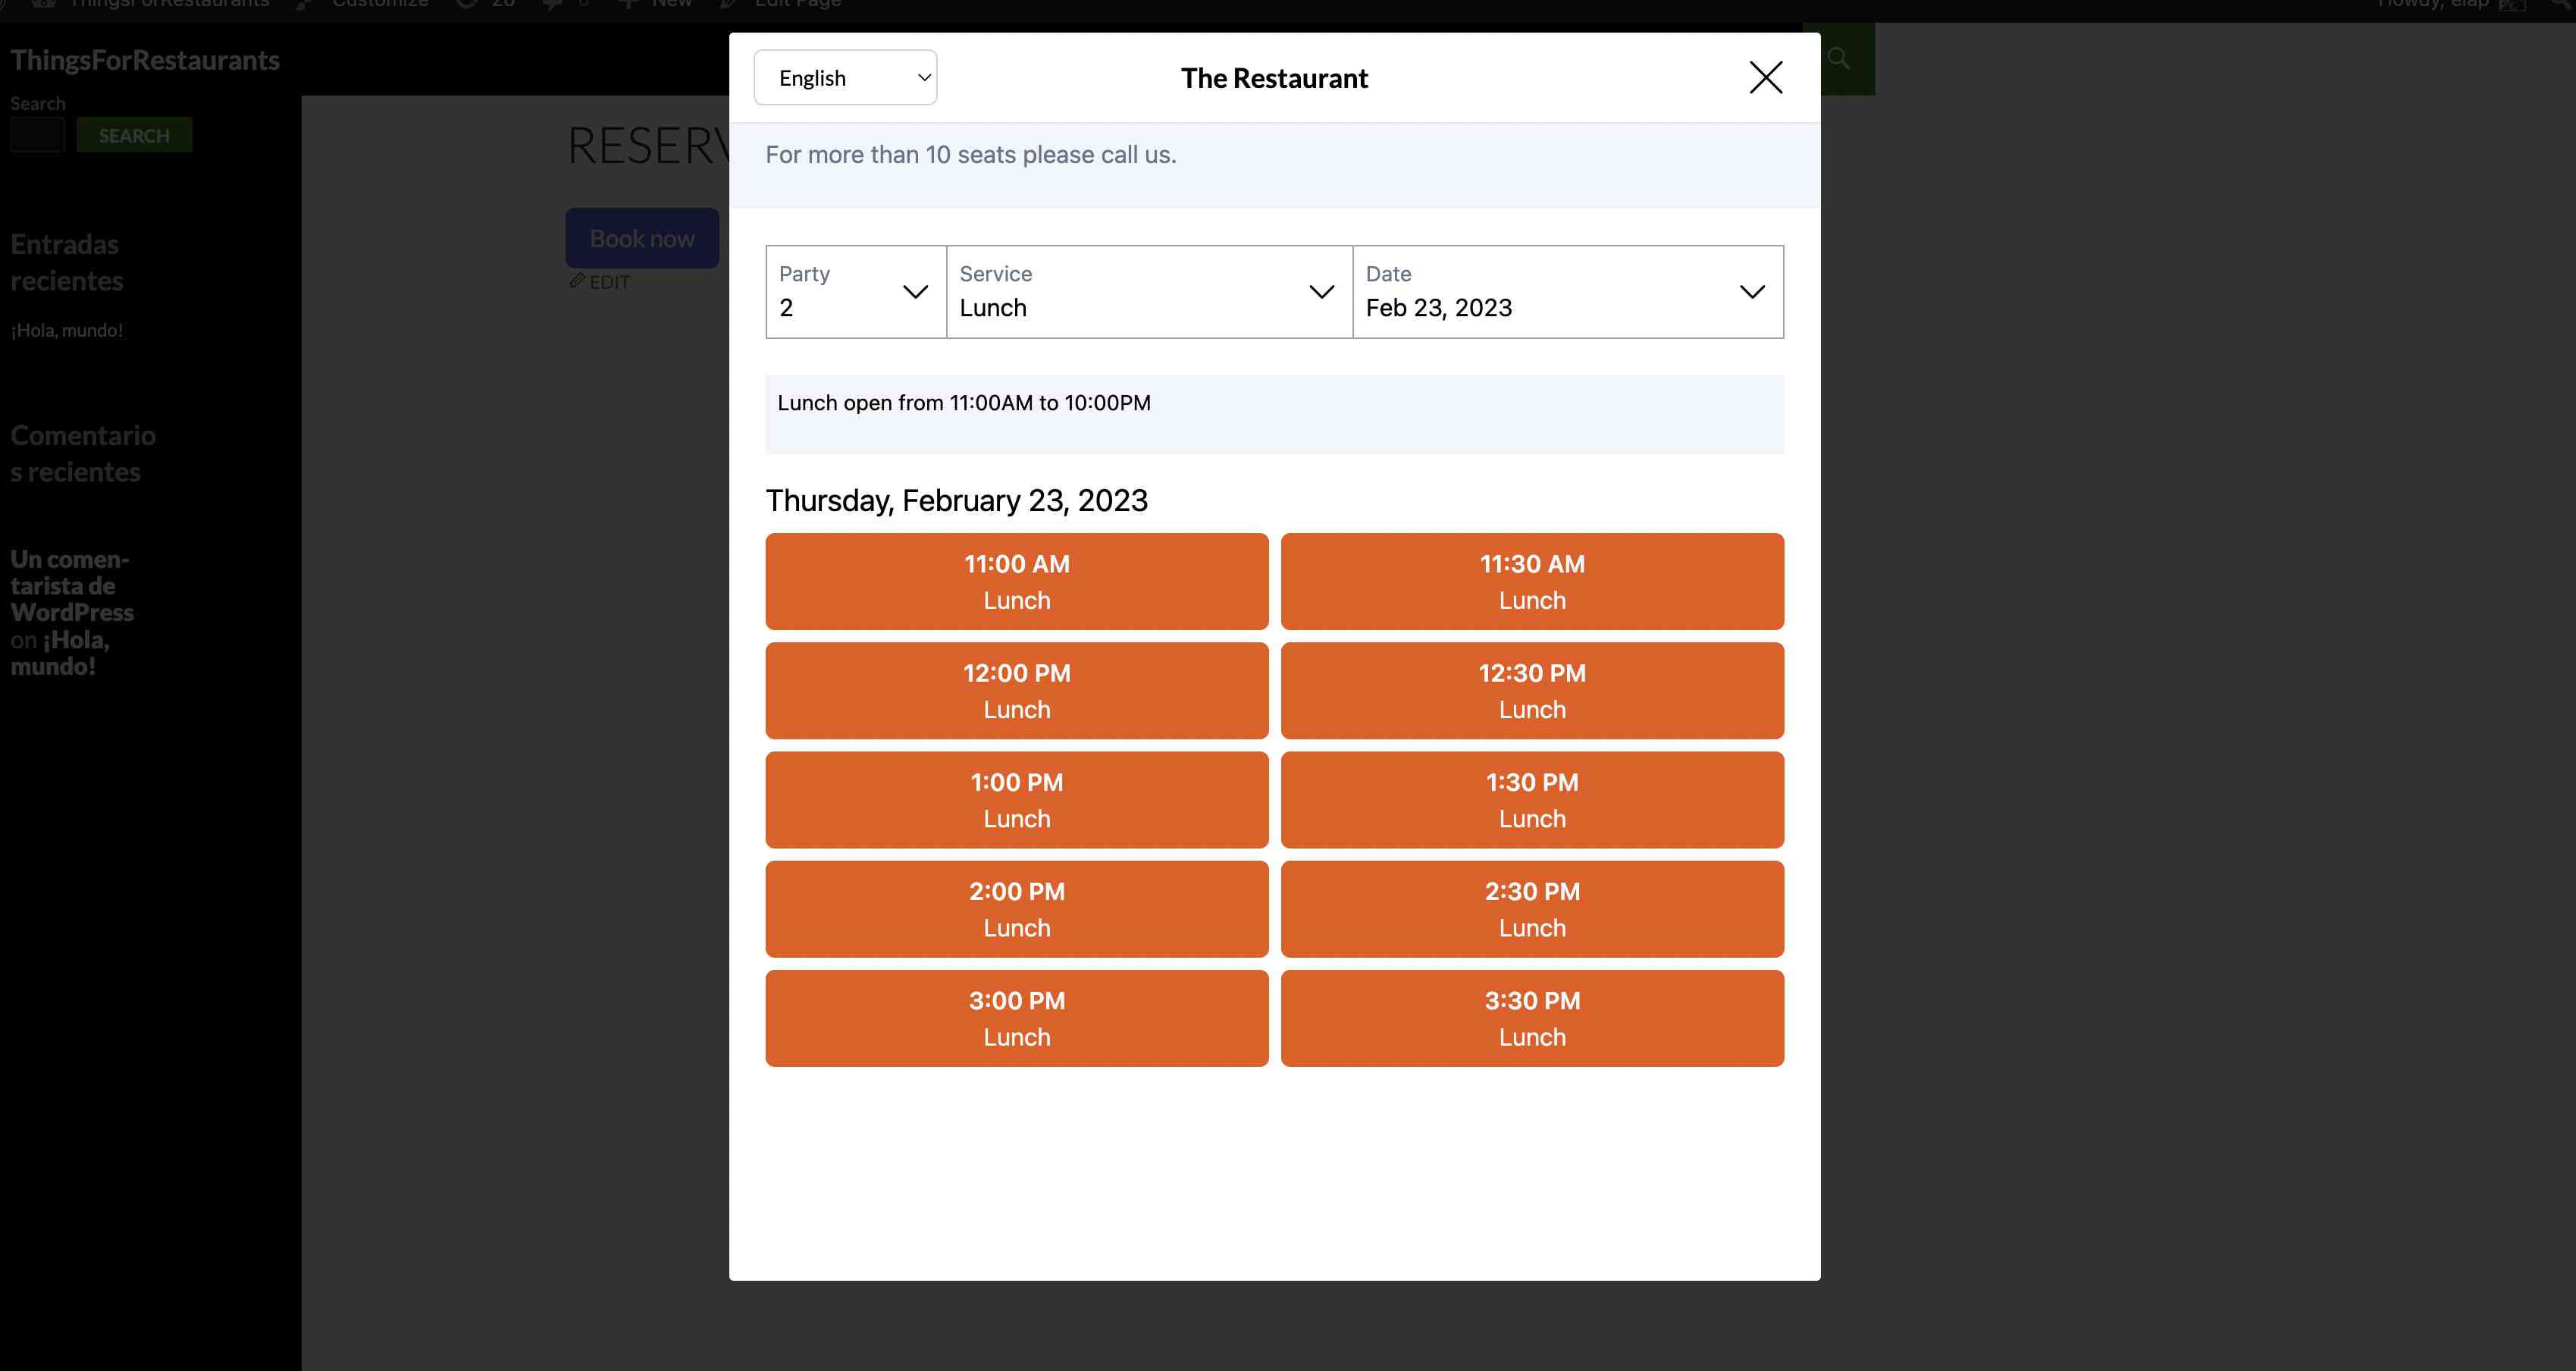 ThingsForRestaurants
Customize
26
0
New
Edit Page
Howdy, elap
ThingsForRestaurants
Search
SEARCH
Entradas
recientes
¡Hola, mundo!
Comentario
s recientes
Un comen-
tarista de
WordPress
on ¡Hola,
mundo!
RESERV
Book now
EDIT
English
The Restaurant
For more than 10 seats please call us.
Party
2
Service
Lunch
Date
Feb 23, 2023
Lunch open from 11:00AM to 10:00PM
Thursday, February 23, 2023
11:00 AM
Lunch
11:30 AM
Lunch
12:00 PM
Lunch
12:30 PM
Lunch
1:00 PM
Lunch
1:30 PM
Lunch
2:00 PM
Lunch
2:30 PM
Lunch
3:00 PM
Lunch
3:30 PM
Lunch